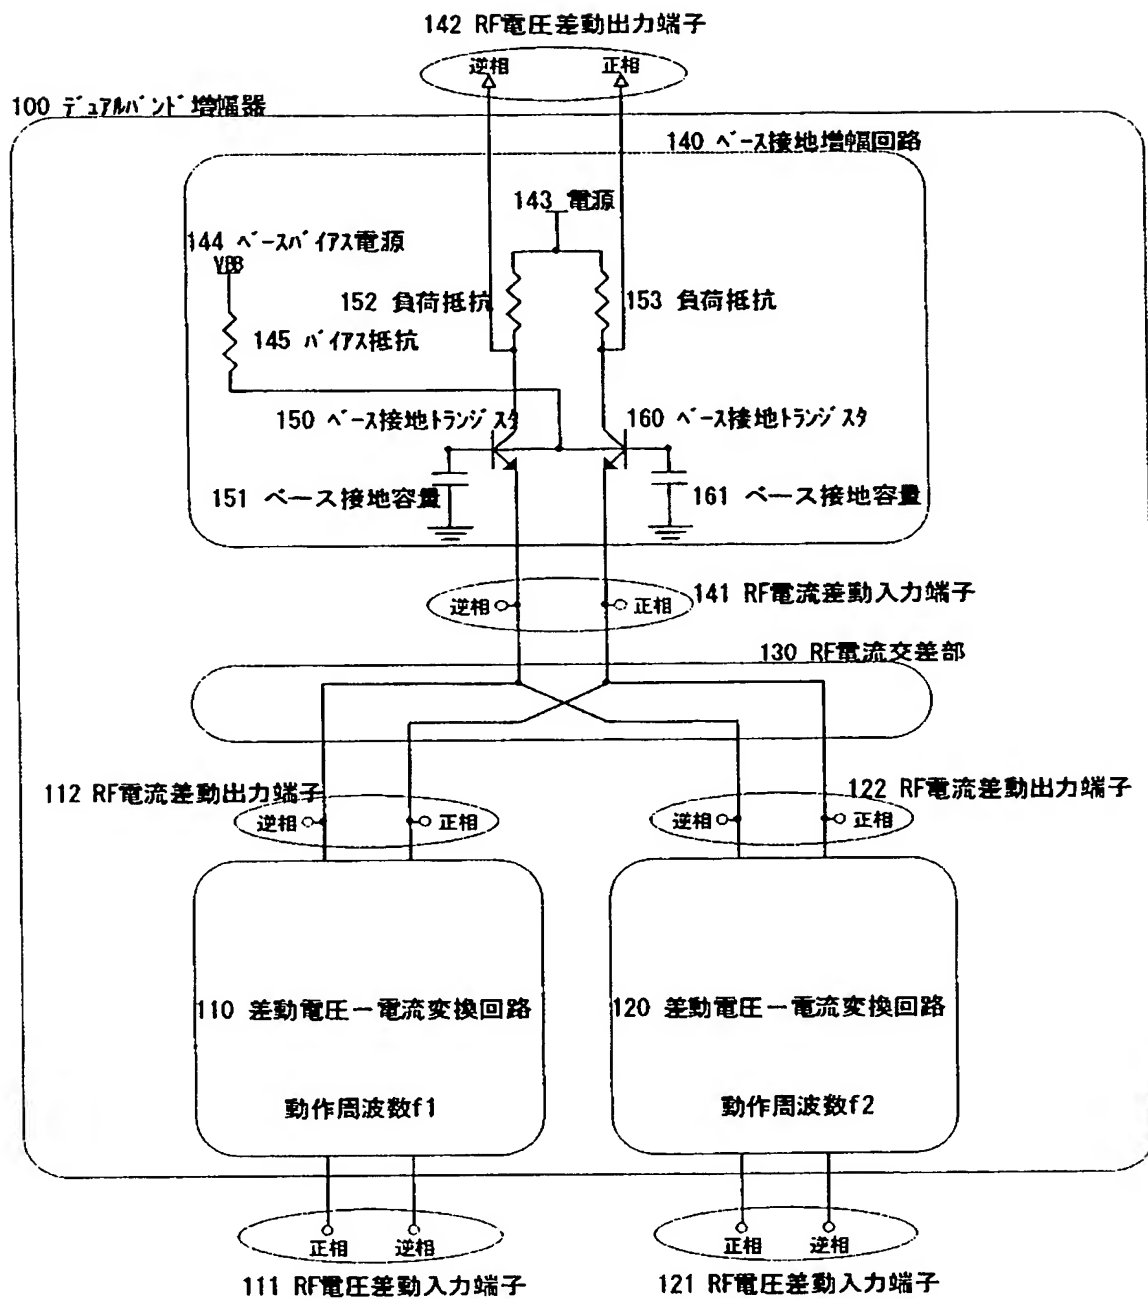 142 RF電圧差動出力端子
逆相 正相
100 デュアルバンド増幅器
140 ベース接地増幅回路
143 電源
144 ベースバイアス電源
VBB
152 負荷抵抗 153 負荷抵抗
145 バイアス抵抗
150 ベース接地トランジスタ 160 ベース接地トランジスタ
151 ベース接地容量 161 ベース接地容量
逆相 正相 141 RF電流差動入力端子
130 RF電流交差部
112 RF電流差動出力端子 122 RF電流差動出力端子
逆相 正相 逆相 正相
110 差動電圧ー電流変換回路 120 差動電圧ー電流変換回路
動作周波数f1 動作周波数f2
正相 逆相 正相 逆相
111 RF電圧差動入力端子 121 RF電圧差動入力端子